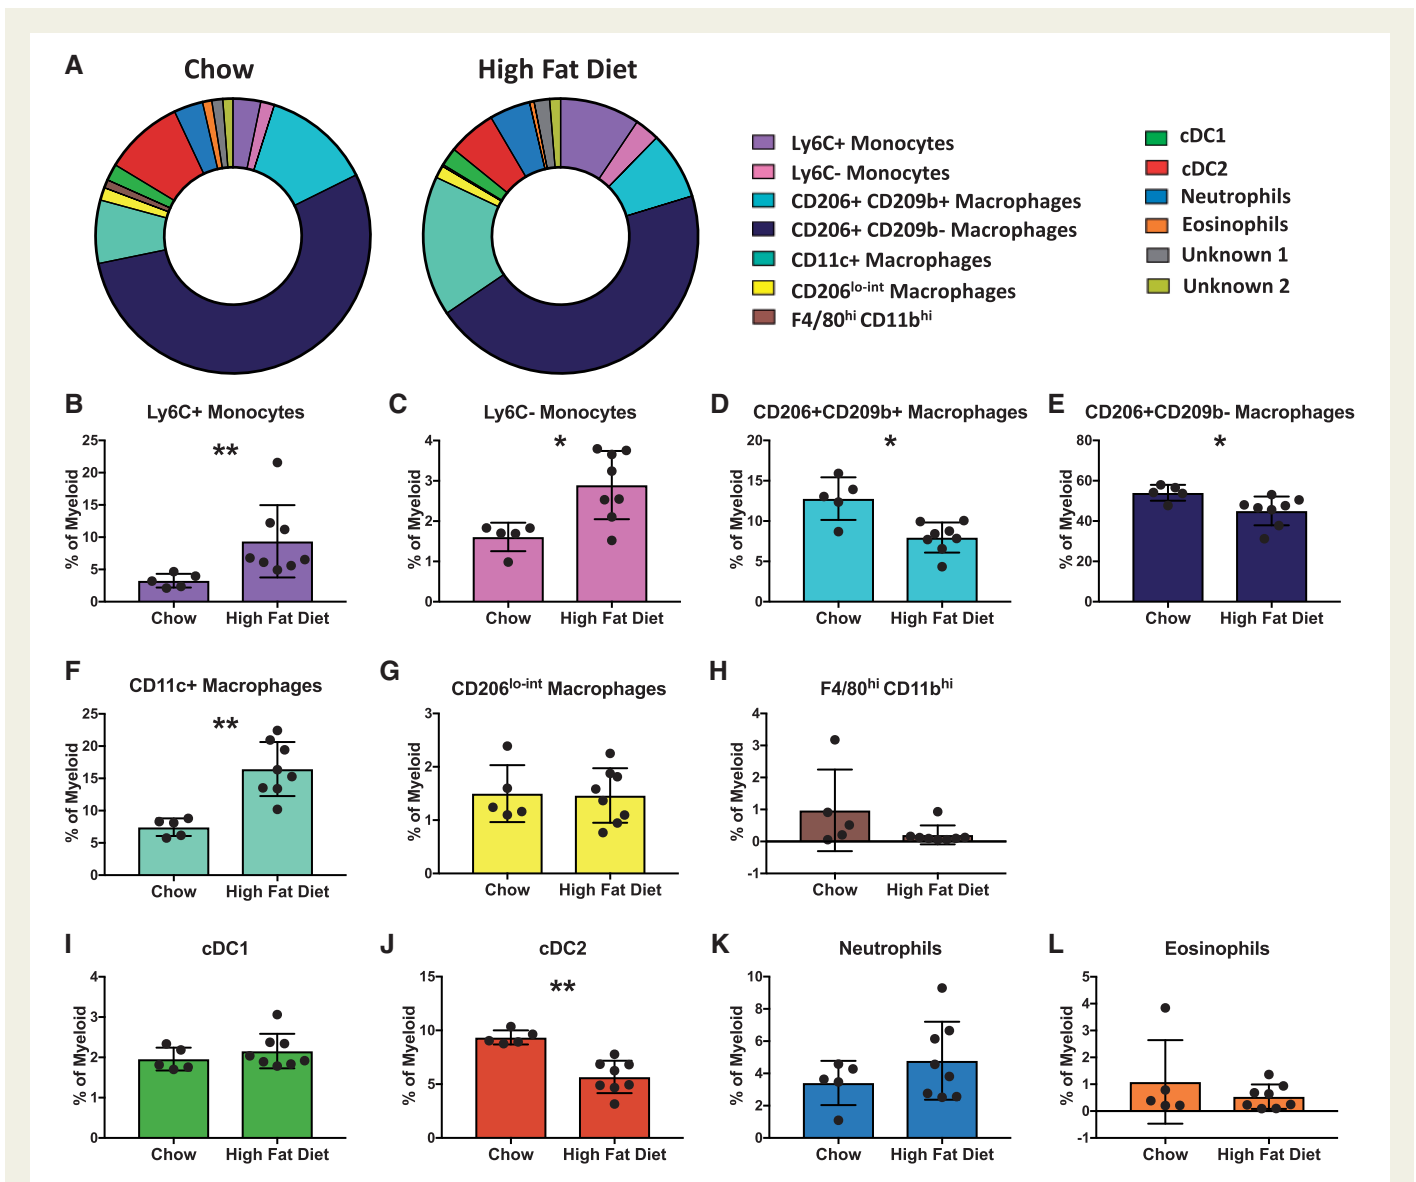 A
Chow
High Fat Diet
Ly6C+ Monocytes
Ly6C- Monocytes
CD206+ CD209b+ Macrophages
CD206+ CD209b- Macrophages
CD11c+ Macrophages
CD206lo-int Macrophages
F4/80hi CD11bhi
cDC1
cDC2
Neutrophils
Eosinophils
Unknown 1
Unknown 2
B
Ly6C+ Monocytes
% of Myeloid
25
20
15
10
5
0
**
Chow
High Fat Diet
C
Ly6C- Monocytes
% of Myeloid
4
3
2
1
0
*
Chow
High Fat Diet
D
CD206+CD209b+ Macrophages
% of Myeloid
20
15
10
5
0
*
Chow
High Fat Diet
E
CD206+CD209b- Macrophages
% of Myeloid
80
60
40
20
0
*
Chow
High Fat Diet
F
CD11c+ Macrophages
% of Myeloid
25
20
15
10
5
0
**
Chow
High Fat Diet
G
CD206lo-int Macrophages
% of Myeloid
3
2
1
0
Chow
High Fat Diet
H
F4/80hi CD11bhi
% of Myeloid
4
3
2
1
0
-1
Chow
High Fat Diet
I
cDC1
% of Myeloid
4
3
2
1
0
Chow
High Fat Diet
J
cDC2
% of Myeloid
15
10
5
0
**
Chow
High Fat Diet
K
Neutrophils
% of Myeloid
10
8
6
4
2
0
Chow
High Fat Diet
L
Eosinophils
% of Myeloid
5
4
3
2
1
0
-1
Chow
High Fat Diet